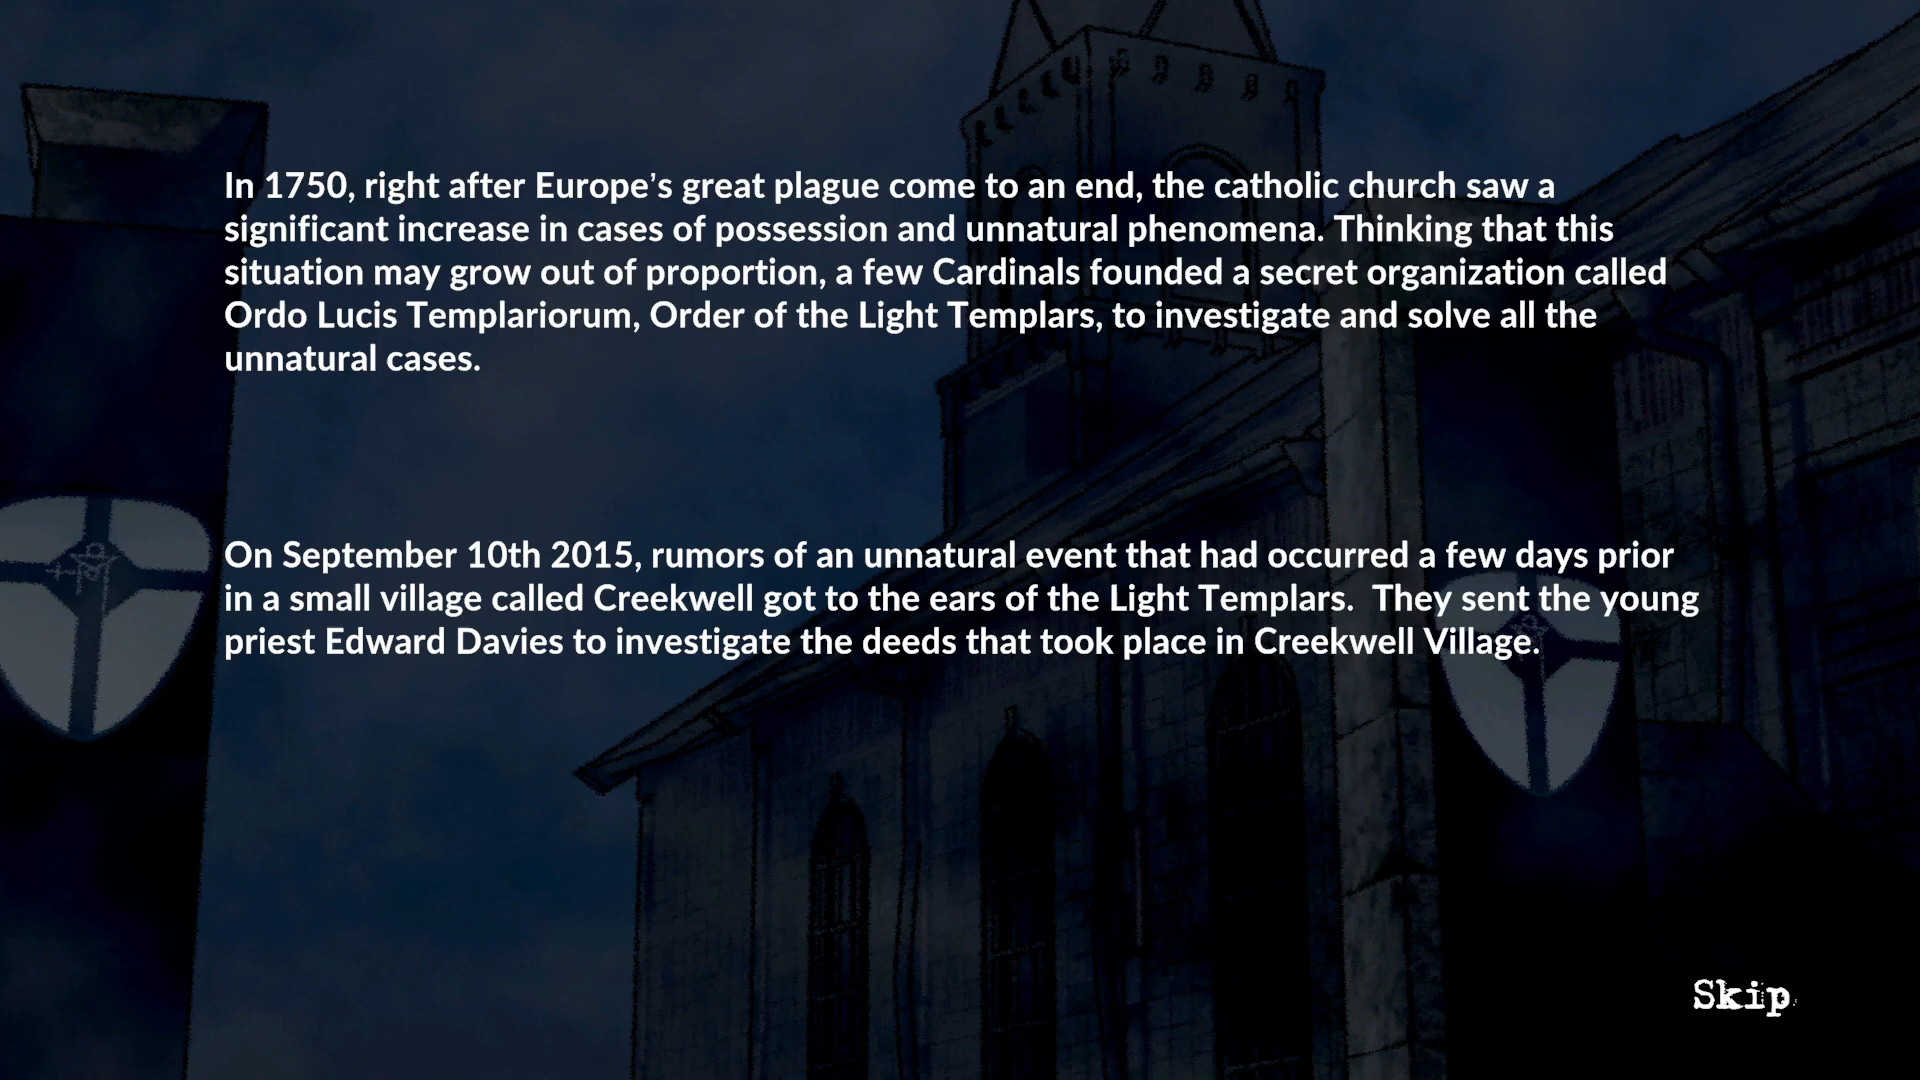 In 1750, right after Europe's great plague come to an end, the catholic church saw a
significant increase in cases of possession and unnatural phenomena. Thinking that this
situation may grow out of proportion, a few Cardinals founded a secret organization called
Ordo Lucis Templariorum, Order of the Light Templars, to investigate and solve all the
unnatural cases.
On September 10th 2015, rumors of an unnatural event that had occurred a few days prior
in a small village called Creekwell got to the ears of the Light Templars.  They sent the young
priest Edward Davies to investigate the deeds that took place in Creekwell Village.
Skip